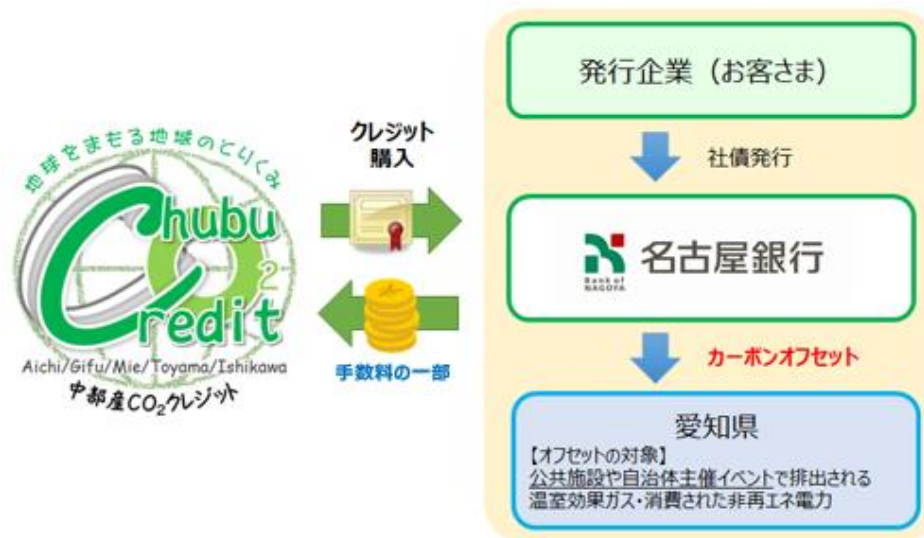 地球をまもる地域のとりくみ
Chubu
CO2
Credit
Aichi/Gifu/Mie/Toyama/Ishikawa
中部産CO₂クレジット
クレジット
購入
手数料の一部
発行企業（お客さま）
社債発行
Bank of
NAGOYA
名古屋銀行
カーボンオフセット
愛知県
【オフセットの対象】
公共施設や自治体主催イベントで排出される
温室効果ガス・消費された非再エネ電力